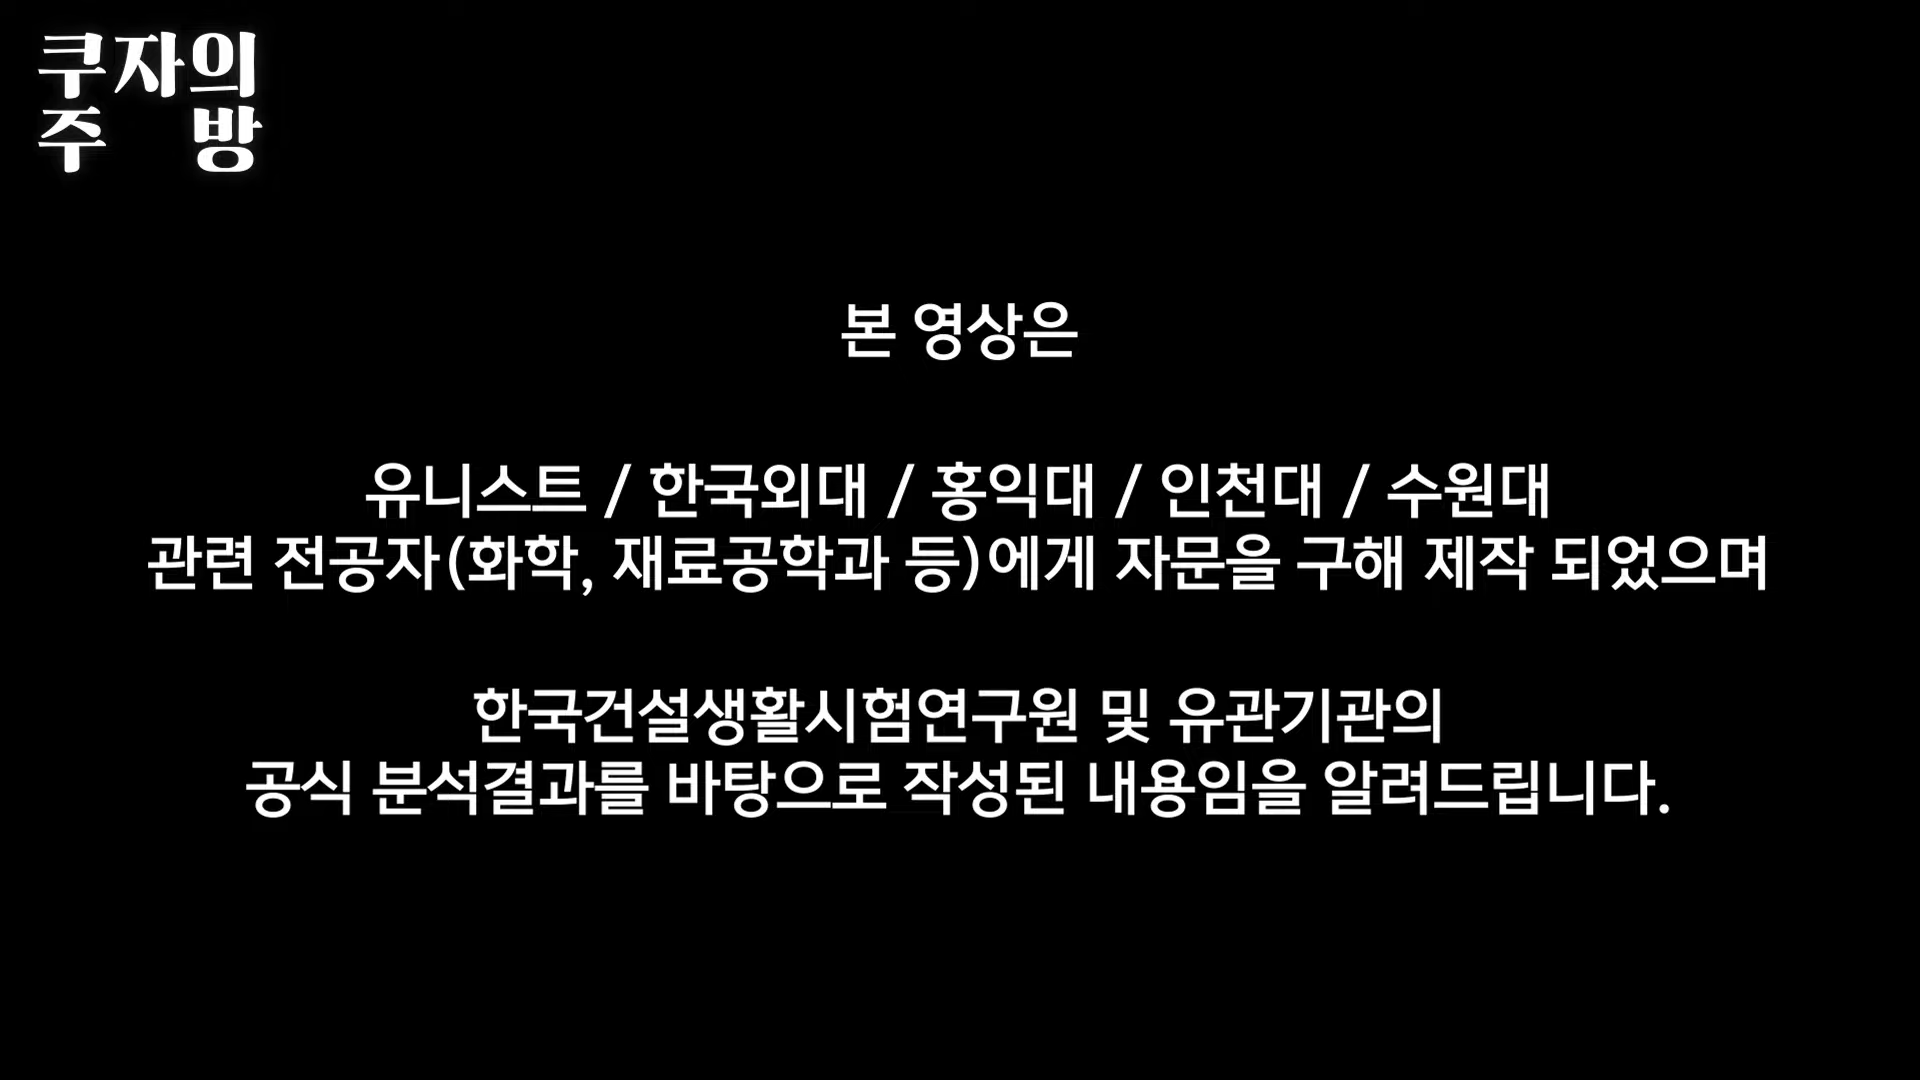 쿠자의
주방
본 영상은
유니스트 / 한국외대 / 홍익대 / 인천대 / 수원대
관련 전공자(화학, 재료공학과 등)에게 자문을 구해 제작 되었으며
한국건설생활시험연구원 및 유관기관의
공식 분석결과를 바탕으로 작성된 내용임을 알려드립니다.